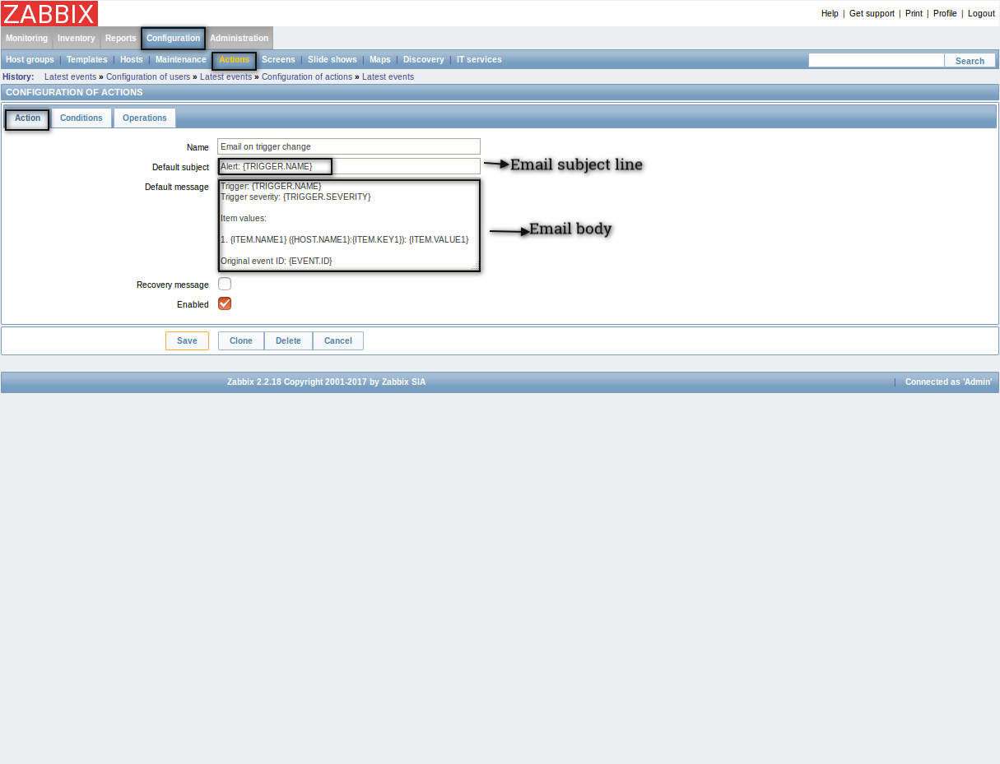 ZABBIX
Help | Get support | Print | Profile | Logout
Monitoring Inventory Reports Configuration Administration
Host groups | Templates | Hosts | Maintenance Actions Screens | Slide shows | Maps | Discovery | IT services Search
History: Latest events » Configuration of users » Latest events » Configuration of actions » Latest events
CONFIGURATION OF ACTIONS
Action Conditions Operations
Name Email on trigger change
Default subject Alert: {TRIGGER.NAME} Email subject line
Default message Trigger: {TRIGGER.NAME}
Trigger severity: {TRIGGER.SEVERITY}
Item values:
Email body
1. {ITEM.NAME1} ({HOST.NAME1}:{ITEM.KEY1}): {ITEM.VALUE1}
Original event ID: {EVENT.ID}
Recovery message
Enabled
Save Clone Delete Cancel
Zabbix 2.2.18 Copyright 2001-2017 by Zabbix SIA | Connected as 'Admin'